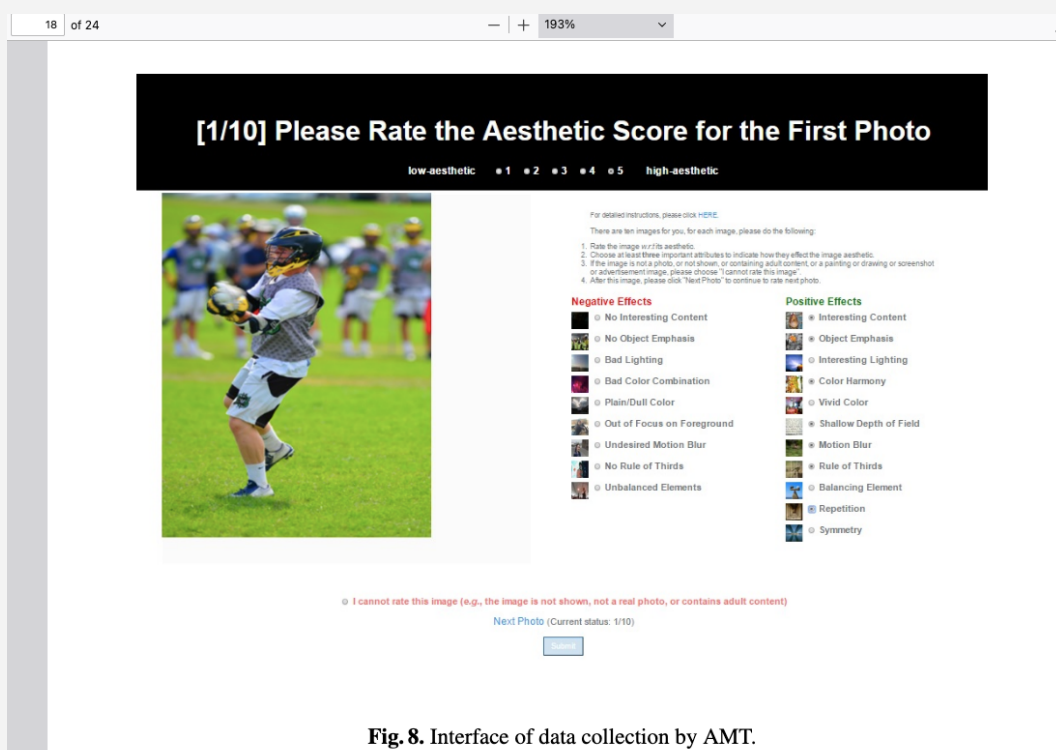 18 of 24
193%
[1/10] Please Rate the Aesthetic Score for the First Photo
low-aesthetic 1 2 3 4 5 high-aesthetic
For detailed instructions, please click HERE.
There are ten images for you, for each image, please do the following:
1. Rate the image w.r.t its aesthetic.
2. Choose at least three important attributes to indicate how they effect the image aesthetic.
3. If the image is not a photo, or not shown, or containing adult content, or a painting or drawing or screenshot
or advertisement image, please choose "I cannot rate this image".
4. After this image, please click "Next Photo" to continue to rate next photo.
Negative Effects
No Interesting Content
No Object Emphasis
Bad Lighting
Bad Color Combination
Plain/Dull Color
Out of Focus on Foreground
Undesired Motion Blur
No Rule of Thirds
Unbalanced Elements
Positive Effects
Interesting Content
Object Emphasis
Interesting Lighting
Color Harmony
Vivid Color
Shallow Depth of Field
Motion Blur
Rule of Thirds
Balancing Element
Repetition
Symmetry
I cannot rate this image (e.g., the image is not shown, not a real photo, or contains adult content)
Next Photo (Current status: 1/10)
Submit
Fig. 8. Interface of data collection by AMT.